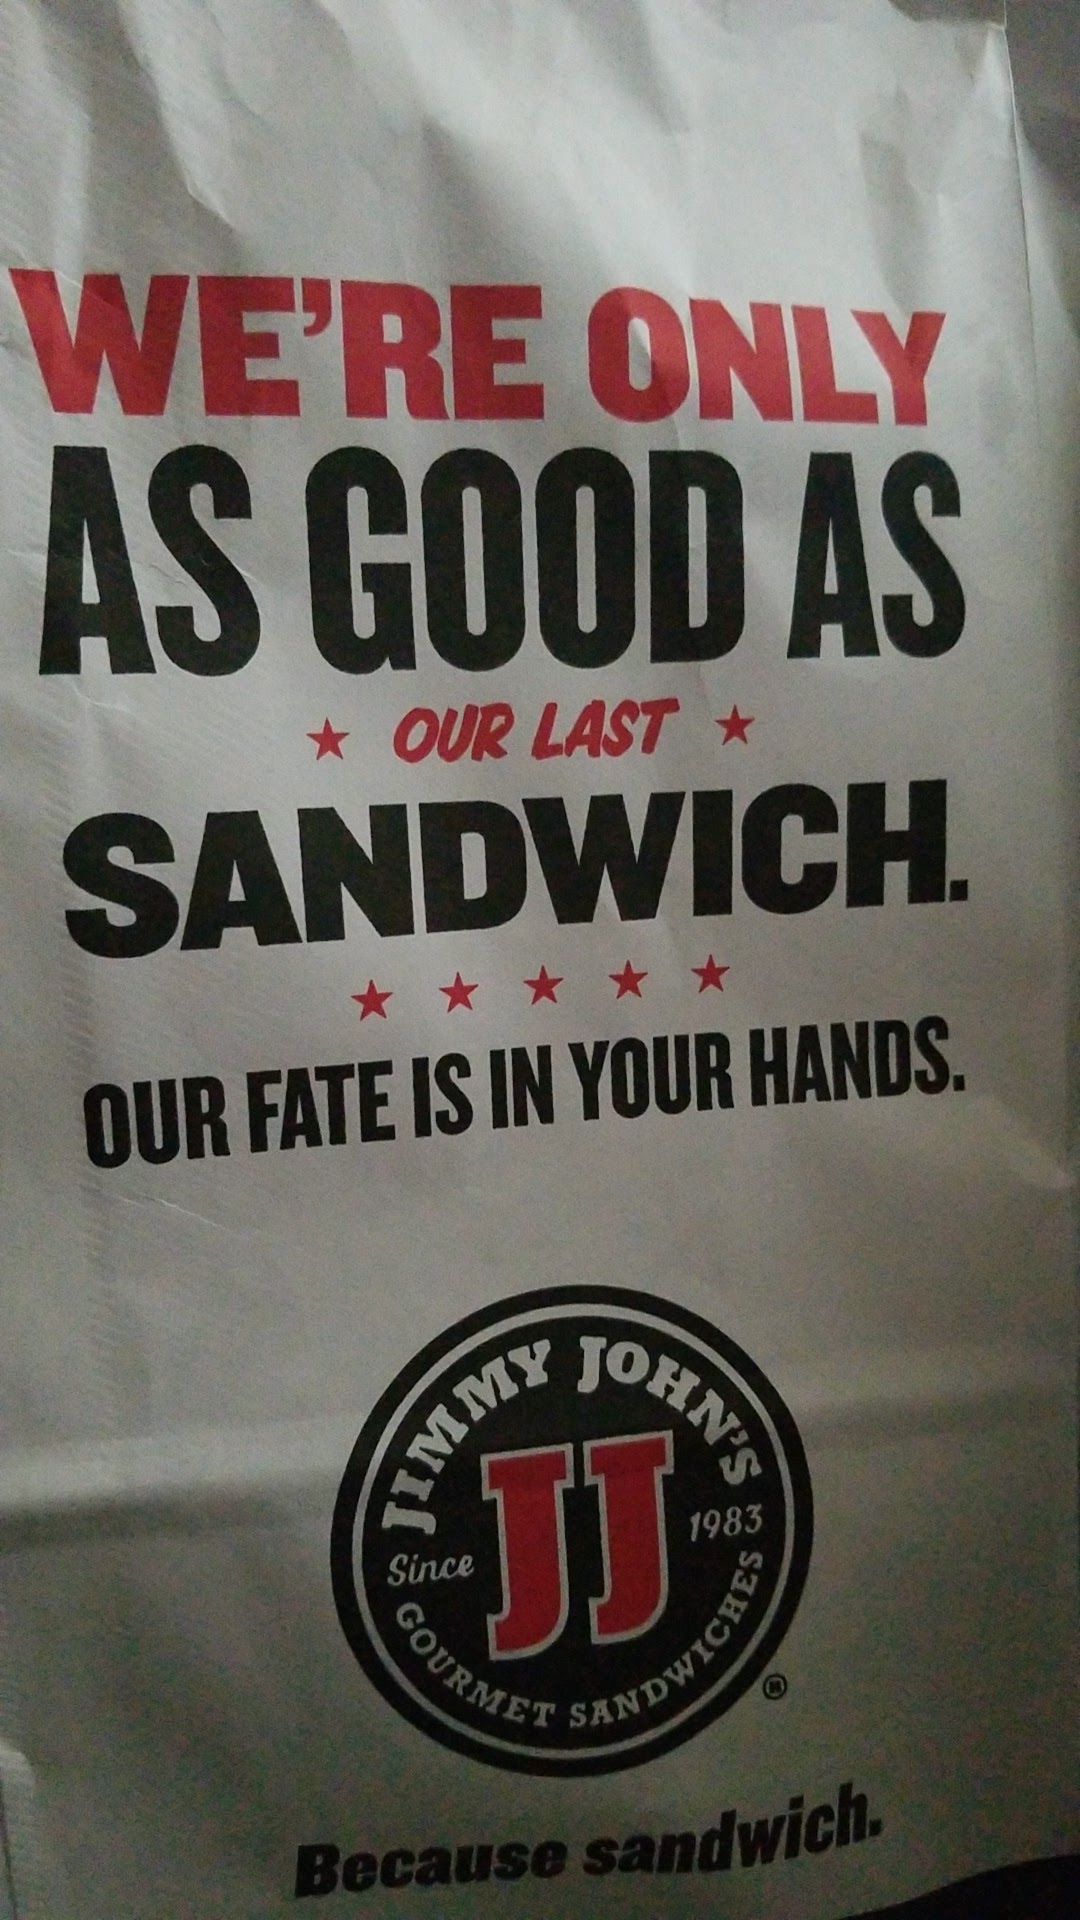 WE'RE ONLY
AS GOOD AS
★ OUR LAST ★
SANDWICH.
★ ★ ★ ★ ★
OUR FATE IS IN YOUR HANDS.
JIMMY JOHN'S
JJ
Since 1983
GOURMET SANDWICHES
®
Because sandwich.